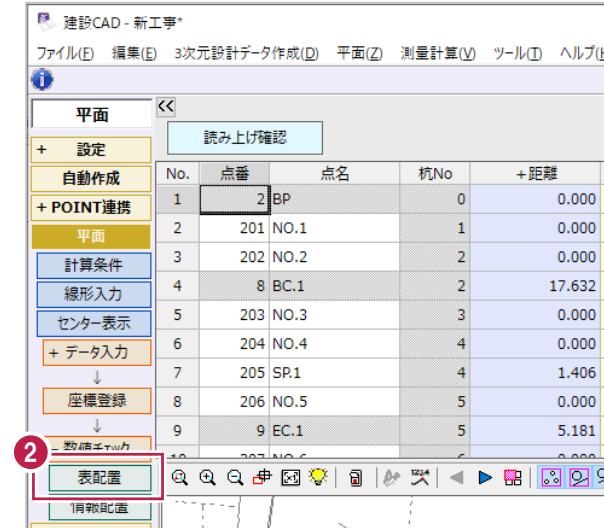 建設CAD - 新工事*
ファイル(F) 編集(E) 3次元設計データ作成(D) 平面(Z) 測量計算(V) ツール(T) ヘルプ(H
平面
+ 設定
自動作成
+ POINT連携
平面
計算条件
線形入力
センター表示
+ データ入力
↓
座標登録
↓
数値チェック
2
表配置
情報配置
読み上げ確認
No. 点番 点名 杭No +距離
1 2 BP 0 0.000
2 201 NO.1 1 0.000
3 202 NO.2 2 0.000
4 8 BC.1 2 17.632
5 203 NO.3 3 0.000
6 204 NO.4 4 0.000
7 205 SP.1 4 1.406
8 206 NO.5 5 0.000
9 9 EC.1 5 5.181
10 207 NO.6 6 0.000